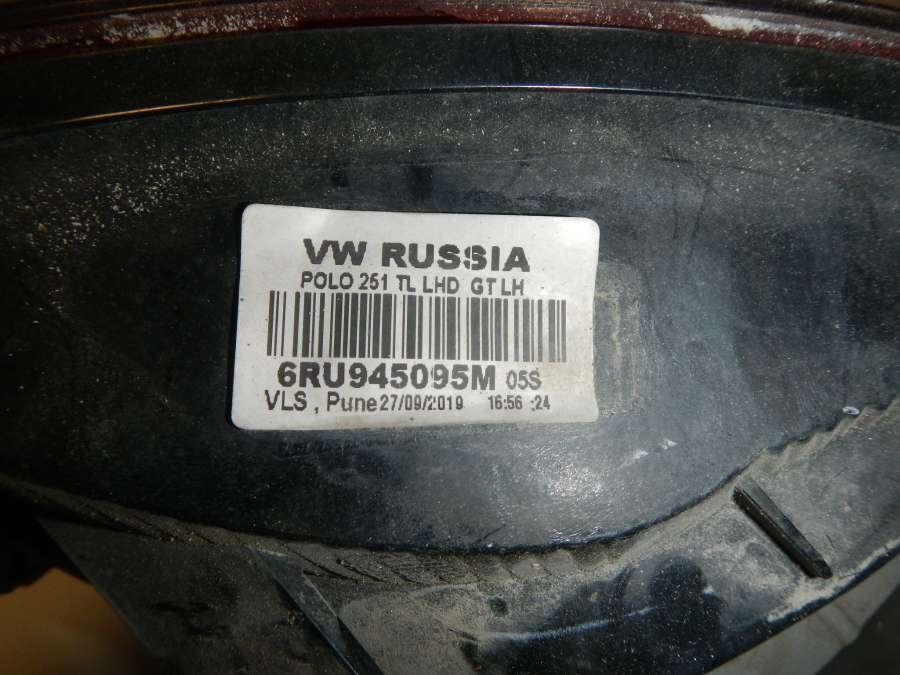 VW RUSSIA
POLO 251 TL LHD GT LH
6RU945095M 05S
VLS , Pune 27/09/2019 16:56 :24